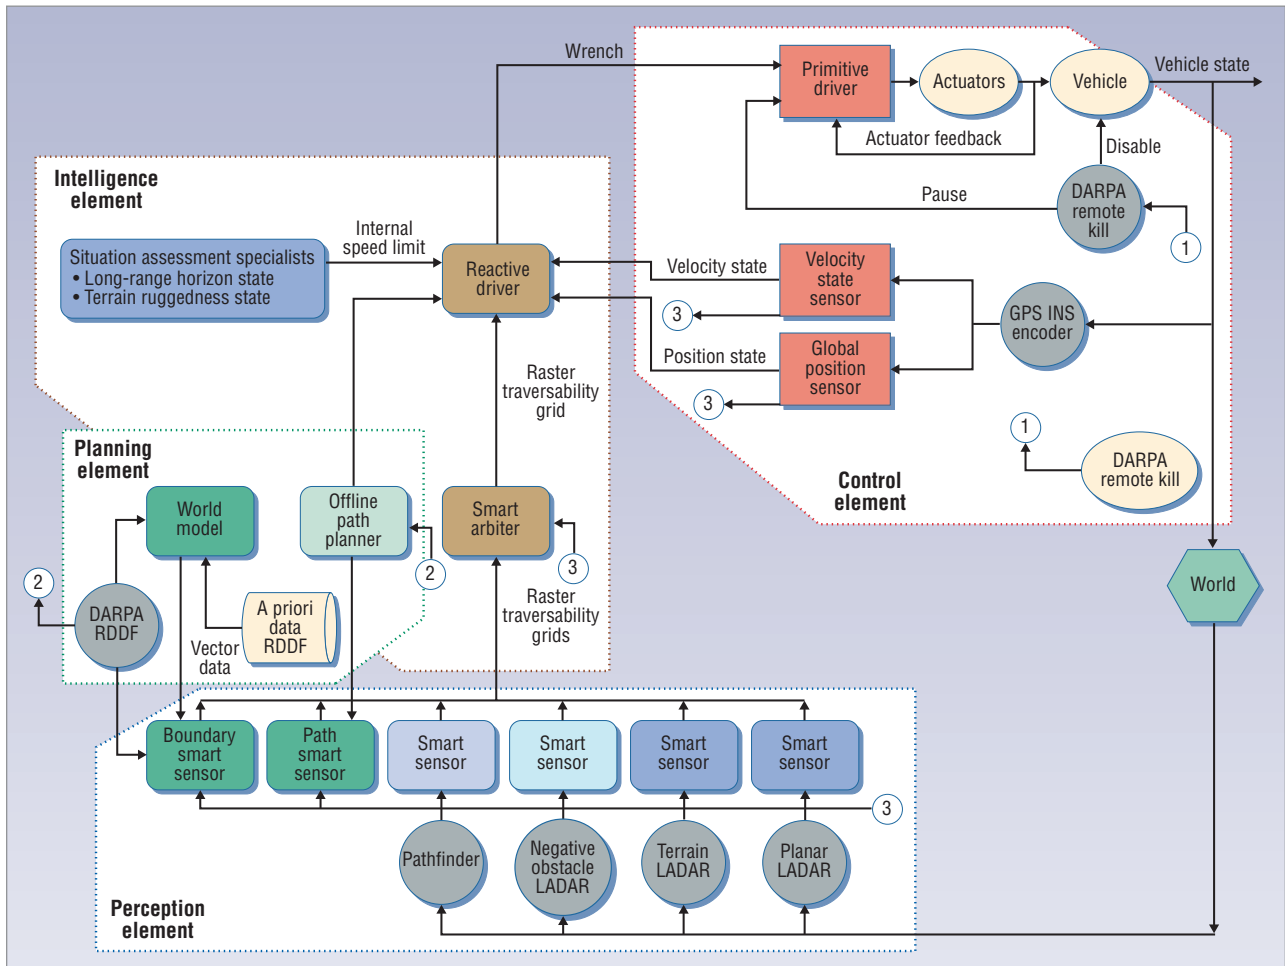 Wrench
Primitive
driver
Actuators
Vehicle
Vehicle state
Actuator feedback
Disable
Pause
DARPA
remote
kill
1
Intelligence
element
Situation assessment specialists
• Long-range horizon state
• Terrain ruggedness state
Internal
speed limit
Reactive
driver
Velocity state
Velocity
state
sensor
3
GPS INS
encoder
Position state
Global
position
sensor
3
Raster
traversability
grid
1
DARPA
remote kill
Control
element
Planning
element
World
model
Offline
path
planner
Smart
arbiter
2
3
2
DARPA
RDDF
A priori
data
RDDF
Vector
data
Raster
traversability
grids
World
Boundary
smart
sensor
Path
smart
sensor
Smart
sensor
Smart
sensor
Smart
sensor
Smart
sensor
3
Pathfinder
Negative
obstacle
LADAR
Terrain
LADAR
Planar
LADAR
Perception
element